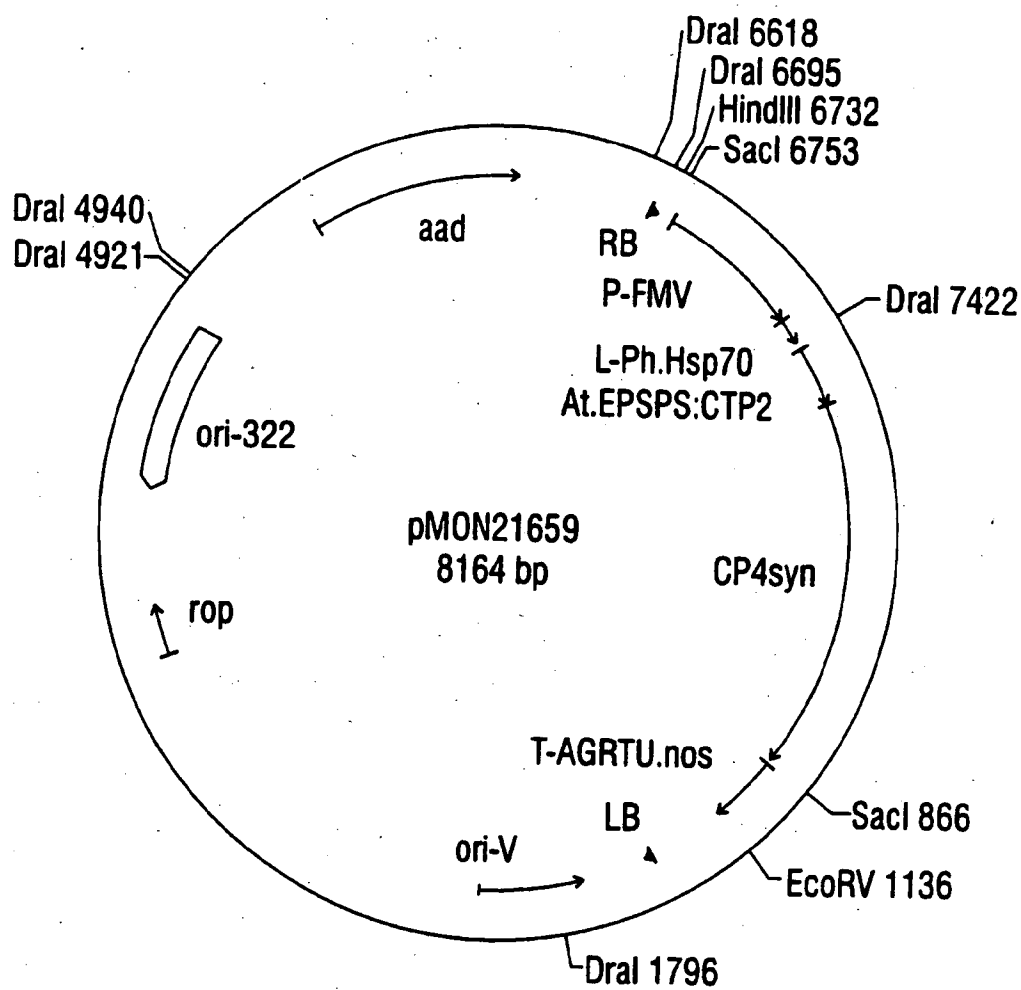 DraI 6618
DraI 6695
HindIII 6732
SacI 6753
DraI 4940
DraI 4921
aad
RB
P-FMV
DraI 7422
L-Ph.Hsp70
At.EPSPS:CTP2
ori-322
pMON21659
8164 bp
CP4syn
rop
T-AGRTU.nos
LB
SacI 866
ori-V
EcoRV 1136
DraI 1796